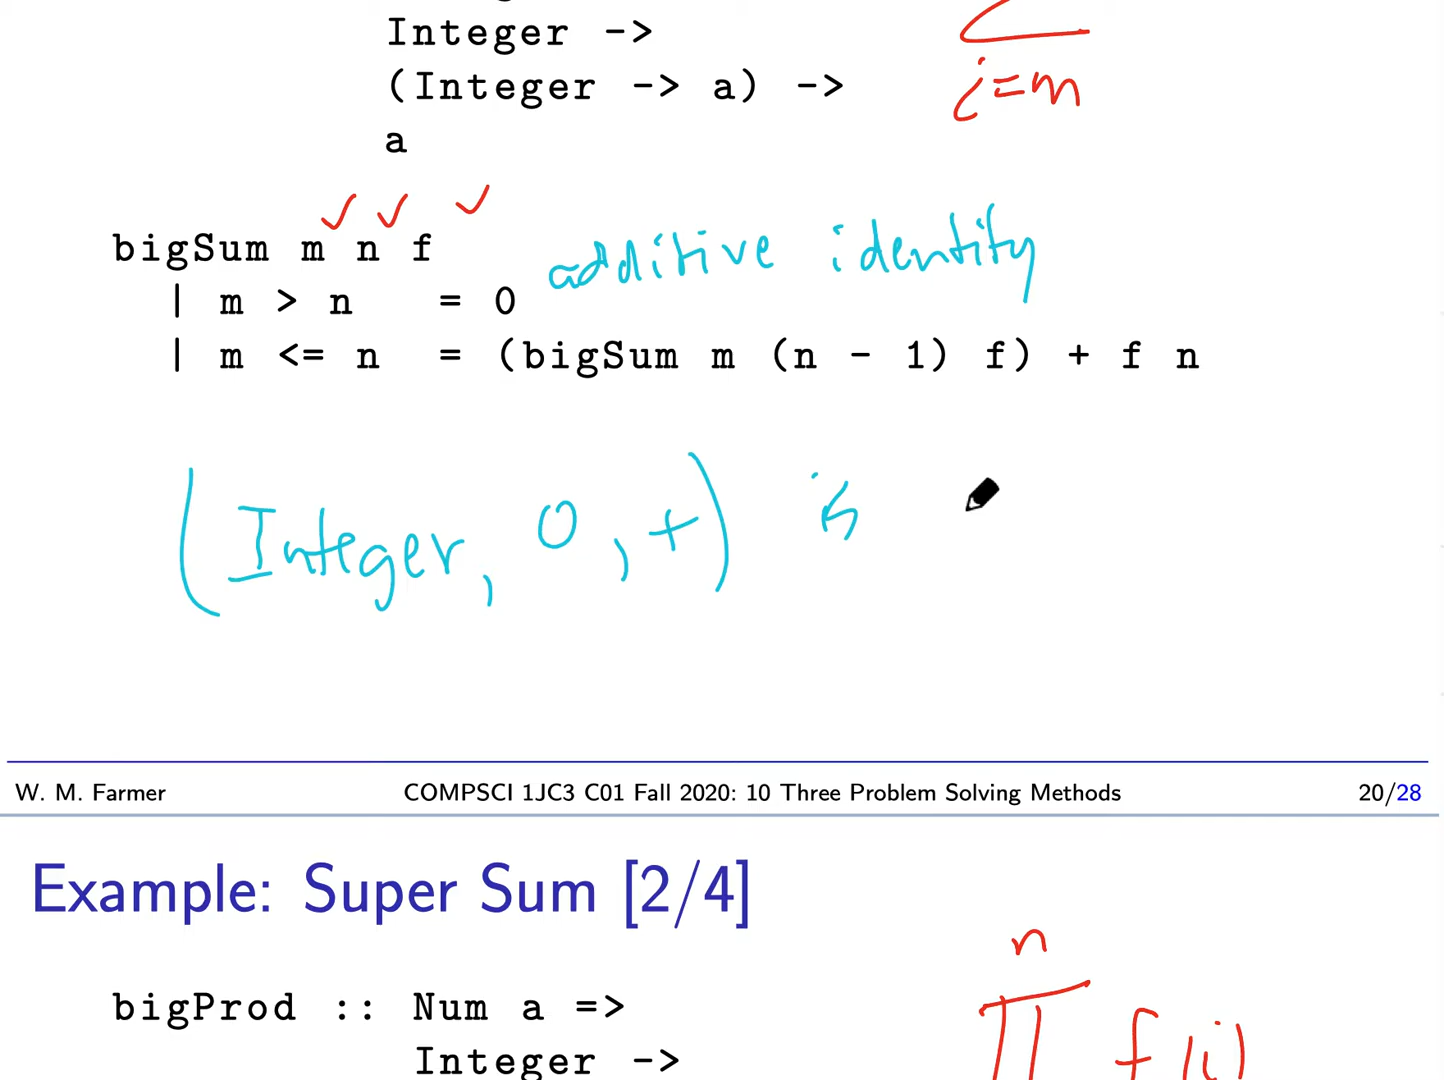 Integer ->
(Integer -> a) ->
i=m
a
bigSum m n f
additive identity
| m > n = 0
| m <= n = (bigSum m (n - 1) f) + f n
(Integer, 0, +) is
W. M. Farmer COMPSCI 1JC3 C01 Fall 2020: 10 Three Problem Solving Methods 20/28
Example: Super Sum [2/4]
n
bigProd :: Num a =>
∏ f(i)
Integer ->